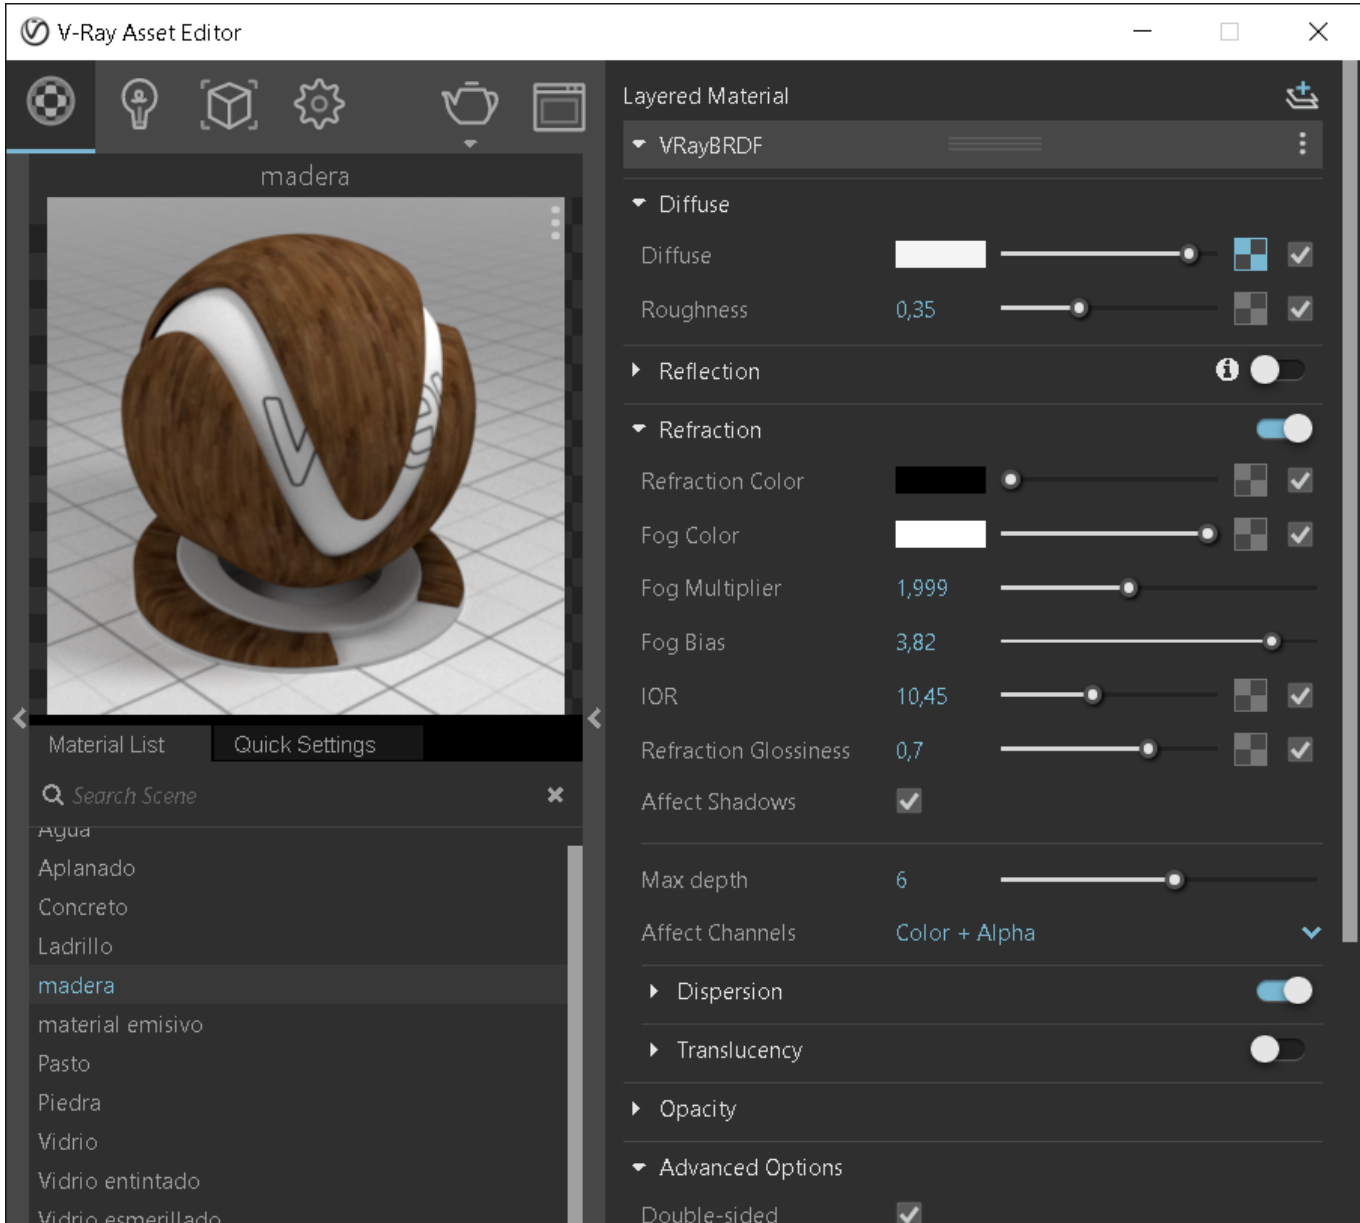 V-Ray Asset Editor
madera
Material List
Quick Settings
Search Scene
Agua
Aplanado
Concreto
Ladrillo
madera
material emisivo
Pasto
Piedra
Vidrio
Vidrio entintado
Vidrio esmerillado
Layered Material
VRayBRDF
Diffuse
Diffuse
Roughness 0,35
Reflection
Refraction
Refraction Color
Fog Color
Fog Multiplier 1,999
Fog Bias 3,82
IOR 10,45
Refraction Glossiness 0,7
Affect Shadows
Max depth 6
Affect Channels Color + Alpha
Dispersion
Translucency
Opacity
Advanced Options
Double-sided